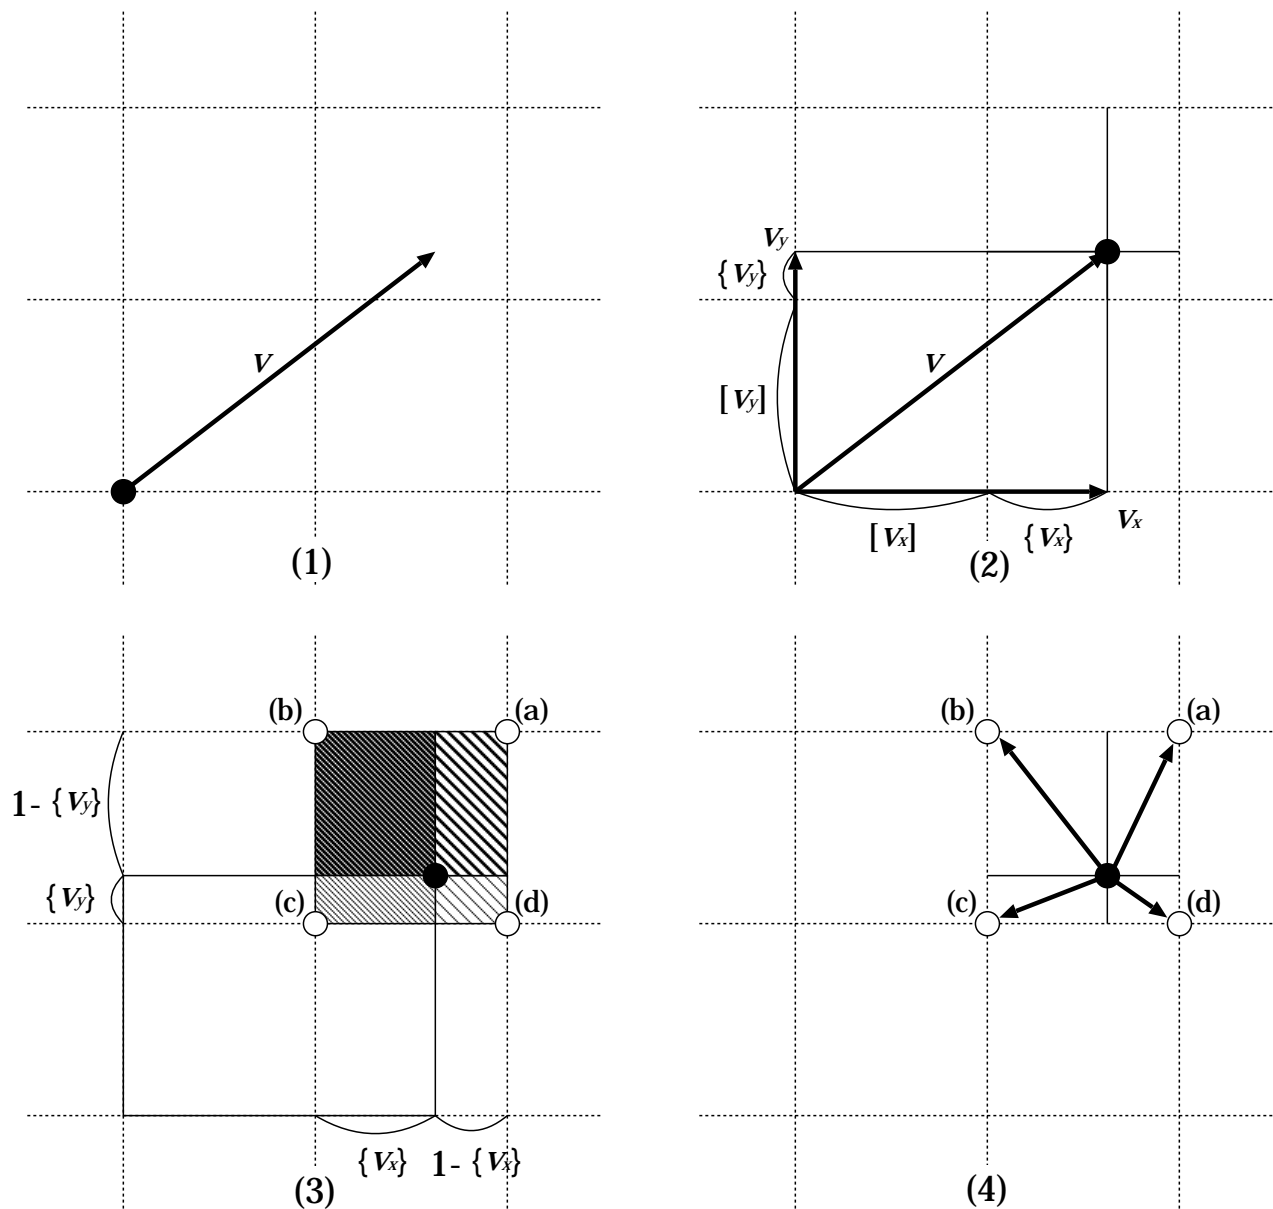 V
(1)
Vy
{Vy}
V
[Vy]
Vx
[Vx]
{Vx}
(2)
(b)
(a)
1- {Vy}
{Vy}
(c)
(d)
{Vx}
1- {Vx}
(3)
(b)
(a)
(c)
(d)
(4)